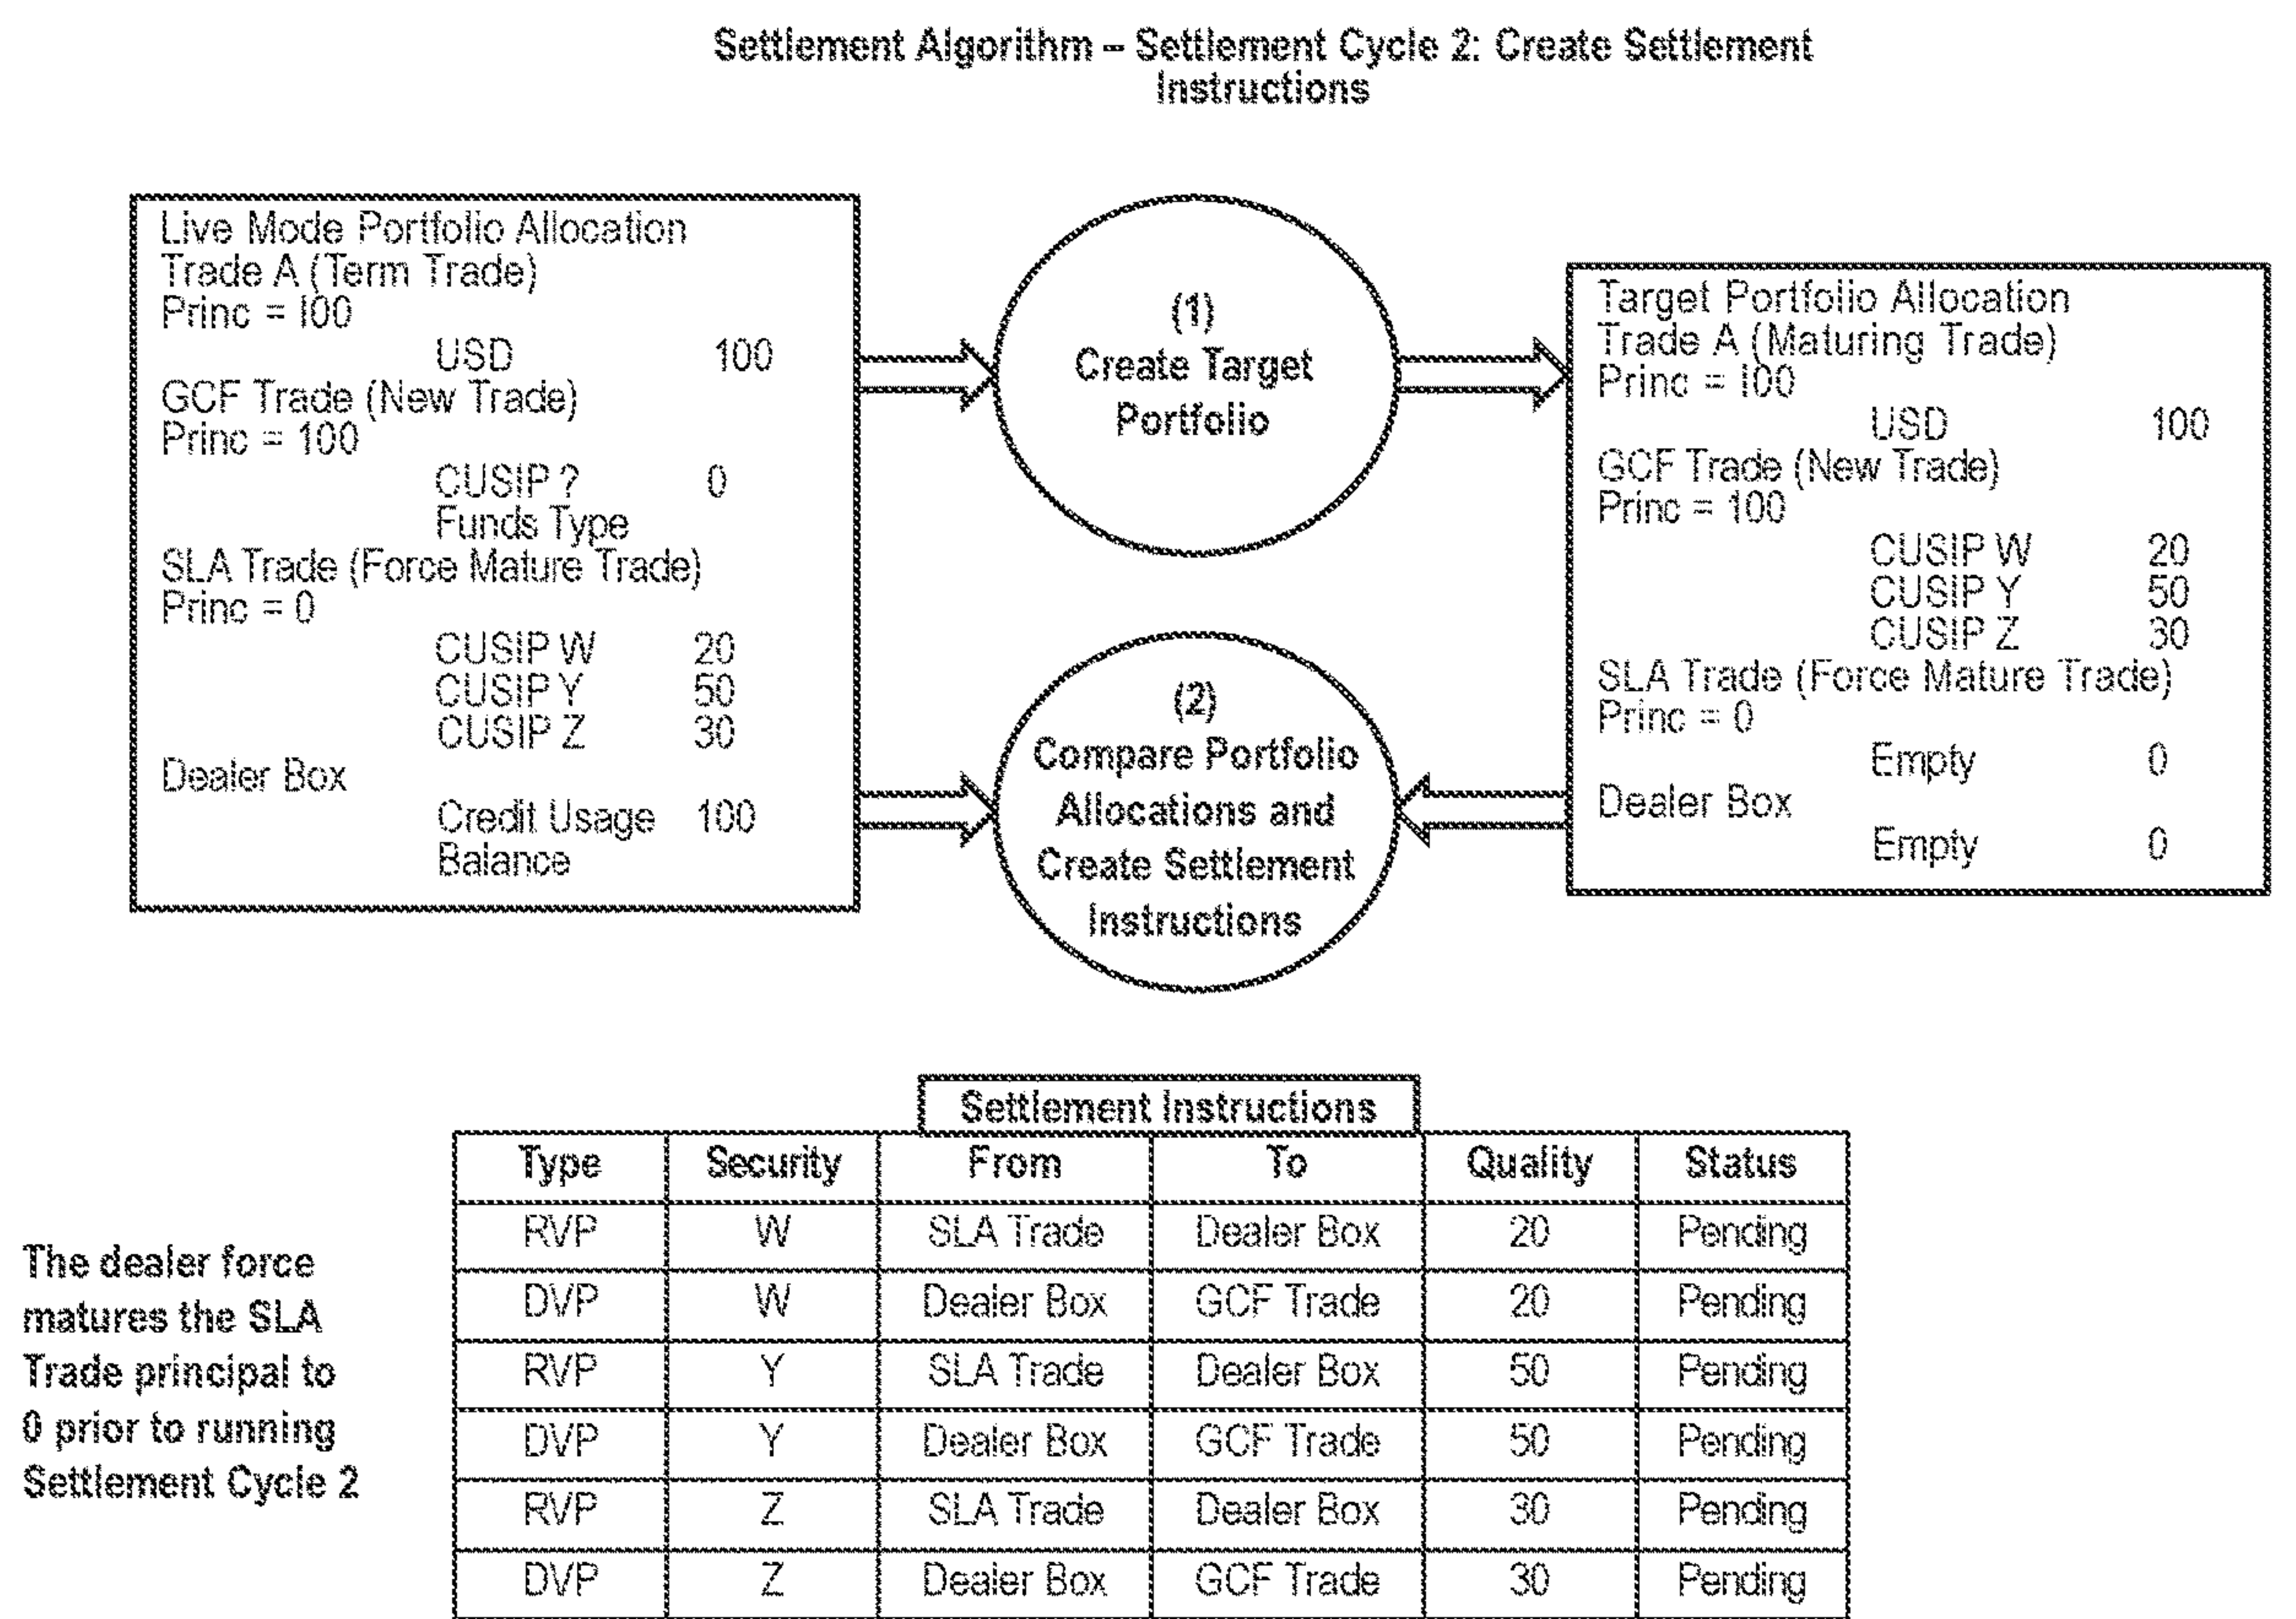 Settlement Algorithm – Settlement Cycle 2: Create Settlement
Instructions
Live Mode Portfolio Allocation
Trade A (Term Trade)
Princ = I00
USD 100
GCF Trade (New Trade)
Princ = 100
CUSIP ? 0
Funds Type
SLA Trade (Force Mature Trade)
Princ = 0
CUSIP W 20
CUSIP Y 50
CUSIP Z 30
Dealer Box
Credit Usage 100
Balance
(1)
Create Target
Portfolio
(2)
Compare Portfolio
Allocations and
Create Settlement
Instructions
Target Portfolio Allocation
Trade A (Maturing Trade)
Princ = I00
USD 100
GCF Trade (New Trade)
Princ = 100
CUSIP W 20
CUSIP Y 50
CUSIP Z 30
SLA Trade (Force Mature Trade)
Princ = 0
Empty 0
Dealer Box
Empty 0
The dealer force
matures the SLA
Trade principal to
0 prior to running
Settlement Cycle 2
Settlement Instructions
Type Security From To Quality Status
RVP W SLA Trade Dealer Box 20 Pending
DVP W Dealer Box GCF Trade 20 Pending
RVP Y SLA Trade Dealer Box 50 Pending
DVP Y Dealer Box GCF Trade 50 Pending
RVP Z SLA Trade Dealer Box 30 Pending
DVP Z Dealer Box GCF Trade 30 Pending